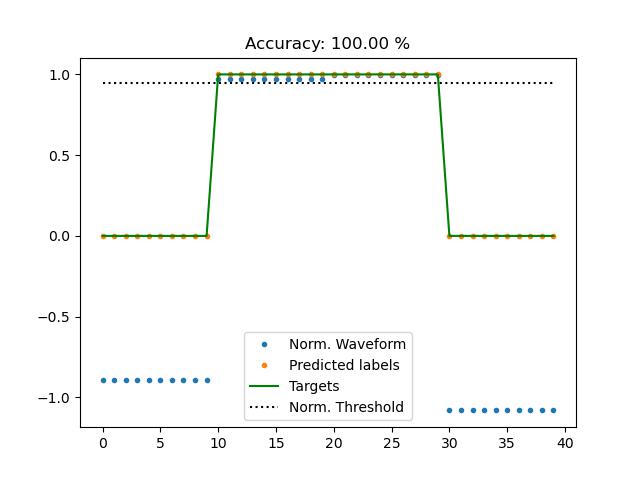 Accuracy: 100.00 %
1.0
0.5
0.0
−0.5
−1.0
Norm. Waveform
Predicted labels
Targets
Norm. Threshold
0 5 10 15 20 25 30 35 40